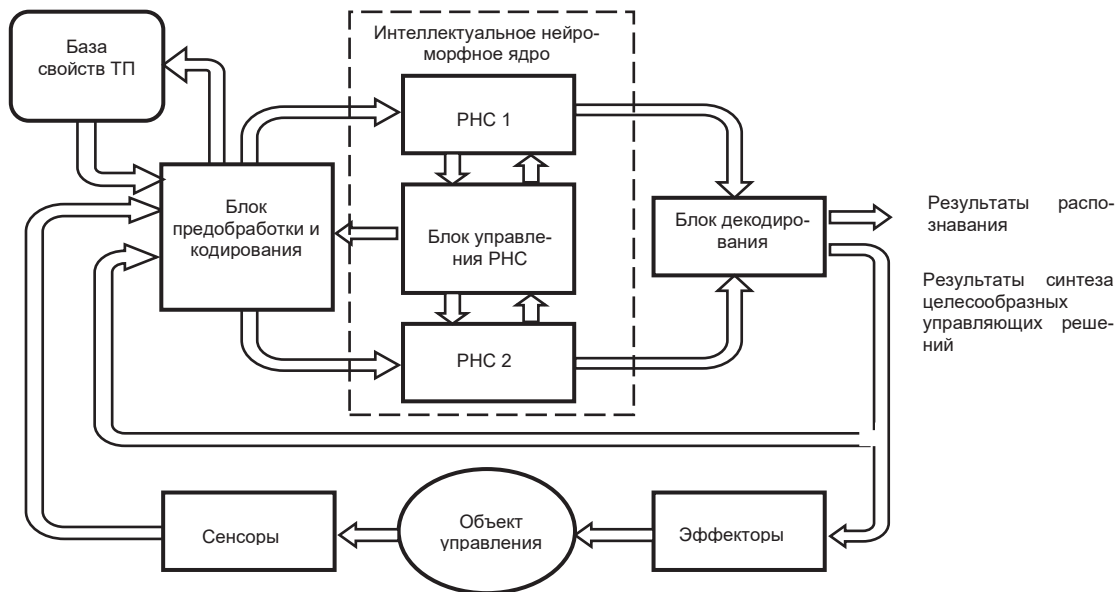 База
свойств ТП
Интеллектуальное нейро-
морфное ядро
РНС 1
Блок
предобработки и
кодирования
Блок управле-
ния РНС
Блок декодиро-
вания
Результаты распо-
знавания
Результаты синтеза
целесообразных
управляющих реше-
ний
РНС 2
Сенсоры
Объект
управления
Эффекторы